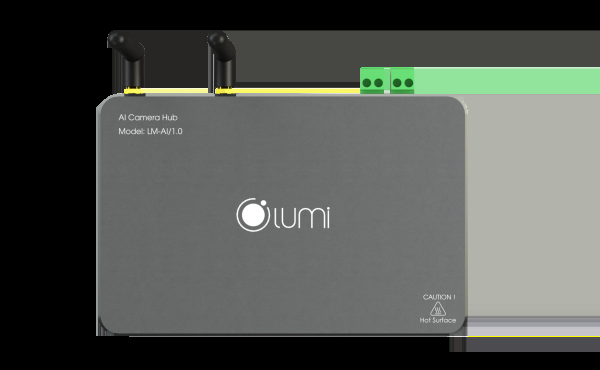 AI Camera Hub
Model: LM-AI/1.0
lumi
CAUTION !
Hot Surface